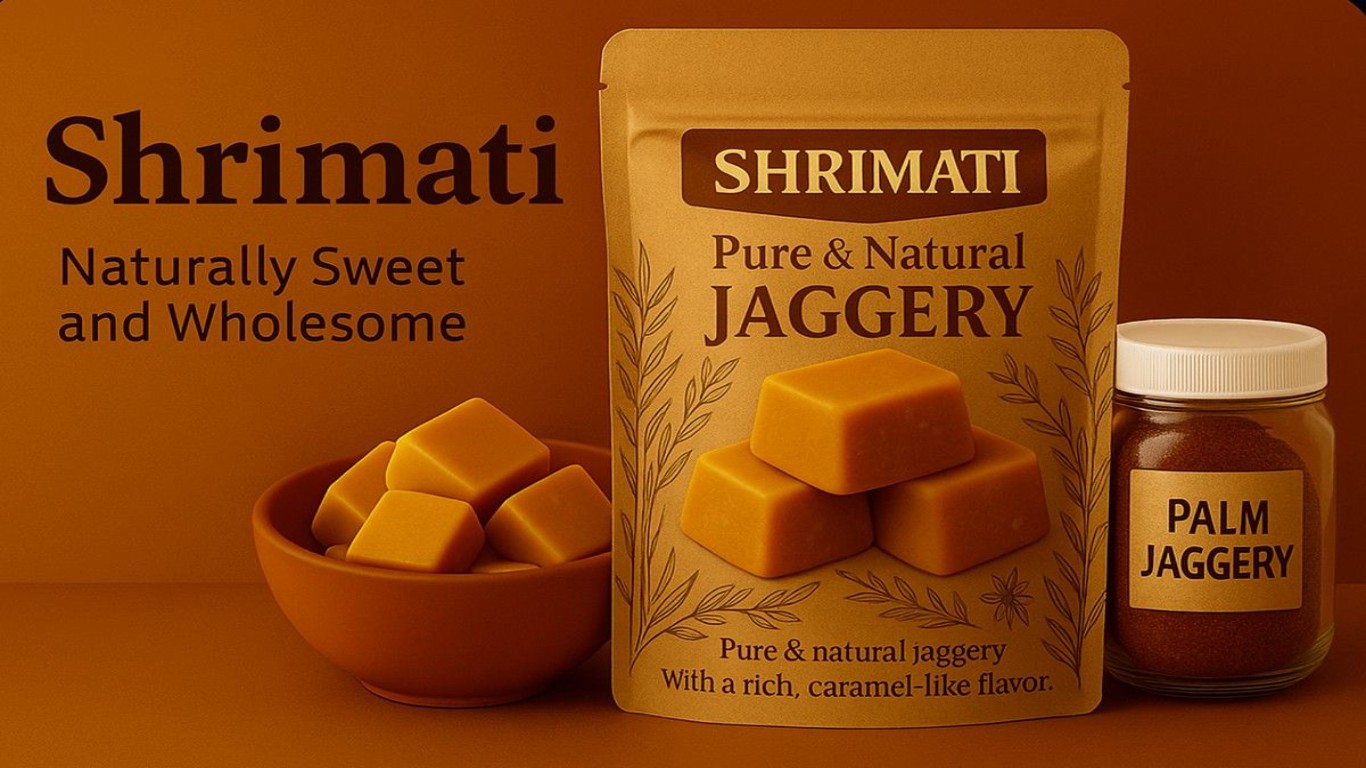 Shrimati
Naturally Sweet
and Wholesome
SHRIMATI
Pure & Natural
JAGGERY
Pure & natural jaggery
With a rich, caramel-like flavor.
PALM
JAGGERY